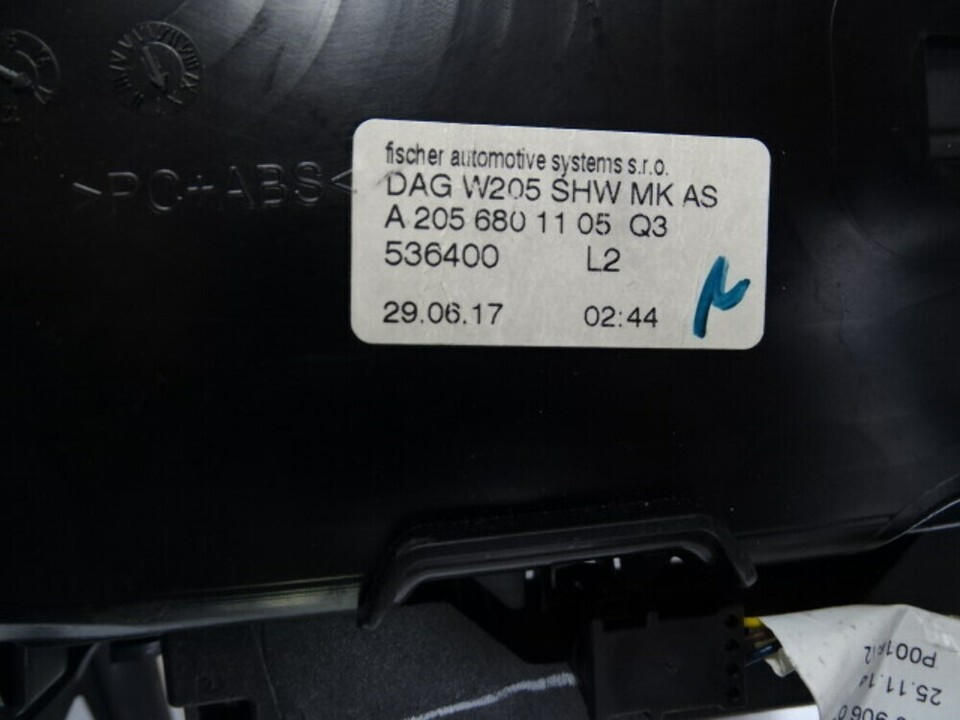 >PC+ABS<
fischer automotive systems s.r.o.
DAG W205 SHW MK AS
A 205 680 11 05 Q3
536400 L2
29.06.17 02:44